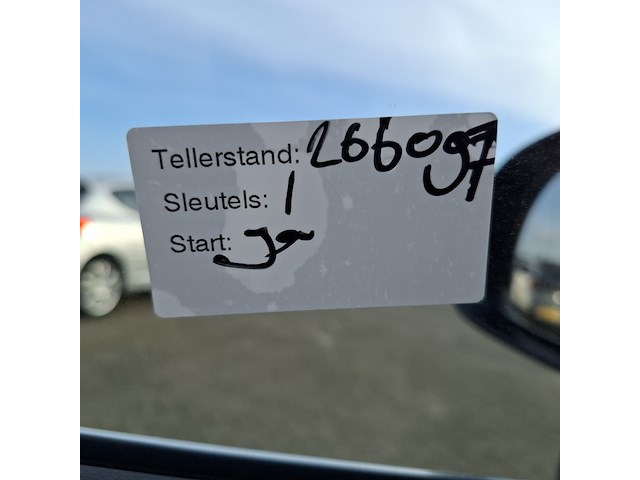 Tellerstand: 266097
Sleutels: 1
Start: Ja